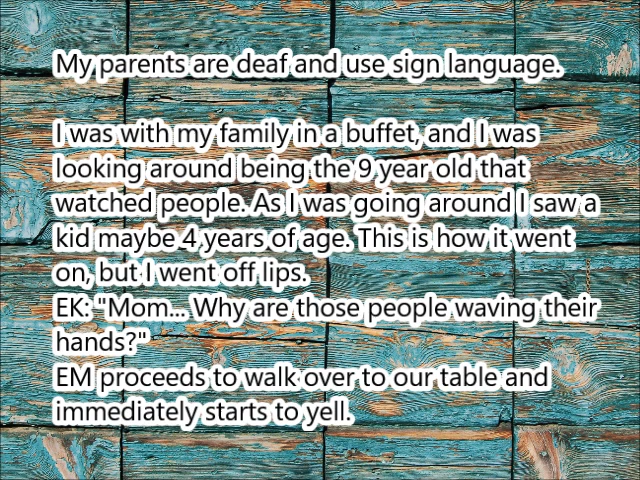 My parents are deaf and use sign language.
I was with my family in a buffet, and I was
looking around being the 9 year old that
watched people. As I was going around I saw a
kid maybe 4 years of age. This is how it went
on, but I went off lips.
EK: "Mom... Why are those people waving their
hands?"
EM proceeds to walk over to our table and
immediately starts to yell.